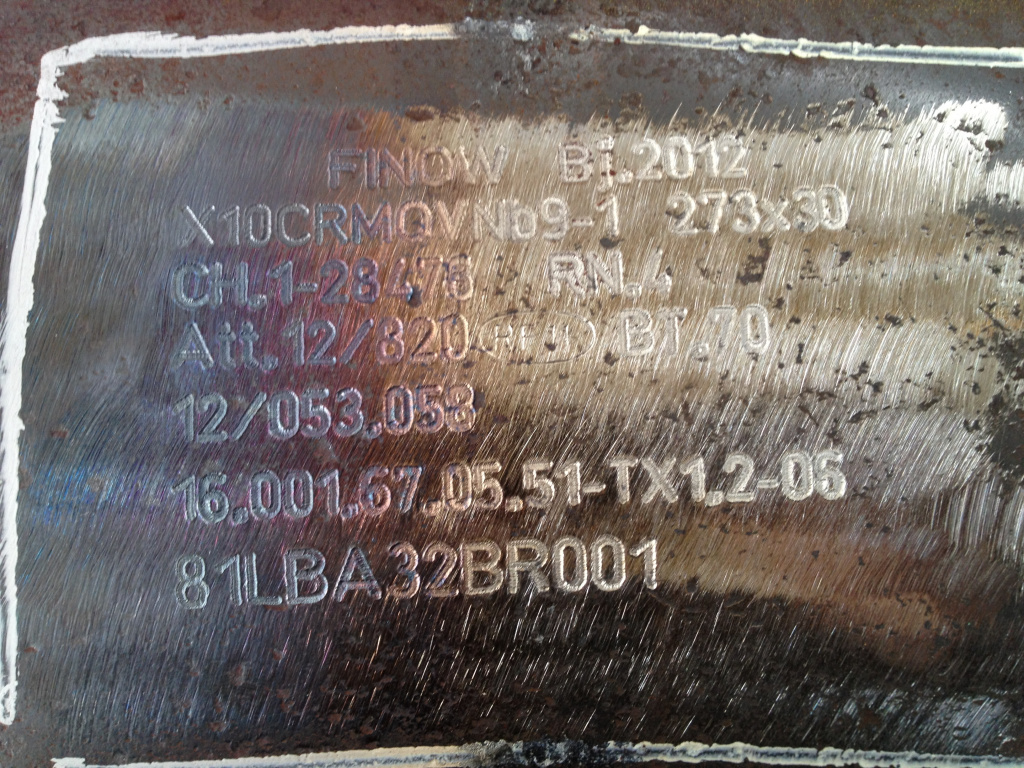 FINOW Bj.2012
X10CRMOVNb9-1 273x30
CH.1-28476 RN.4
Att.12/820 BT.70
12/053.058
16.001.67.05.51-TX1.2-06
81LBA32BR001